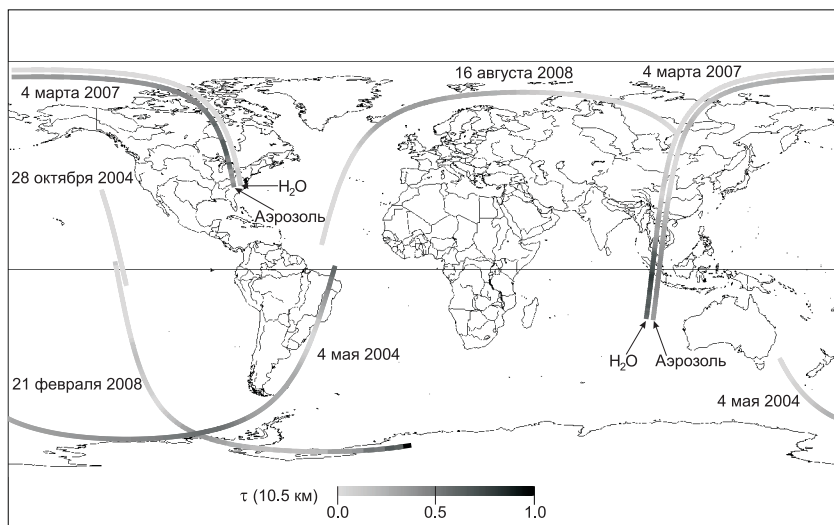 16 августа 2008
4 марта 2007
4 марта 2007
28 октября 2004
H₂O
Аэрозоль
4 мая 2004
H₂O
Аэрозоль
21 февраля 2008
4 мая 2004
τ (10.5 км)
0.0 0.5 1.0